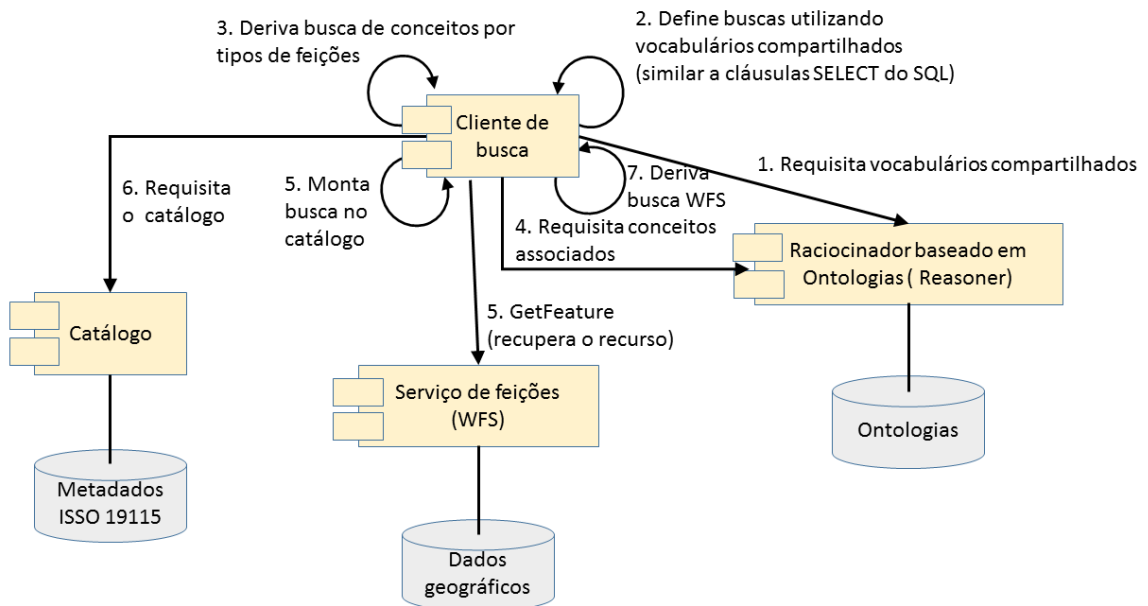 3. Deriva busca de conceitos por
tipos de feições
2. Define buscas utilizando
vocabulários compartilhados
(similar a cláusulas SELECT do SQL)
Cliente de
busca
1. Requisita vocabulários compartilhados
6. Requisita
o catálogo
5. Monta
busca no
catálogo
7. Deriva
busca WFS
4. Requisita conceitos
associados
Raciocinador baseado em
Ontologias ( Reasoner)
Catálogo
5. GetFeature
(recupera o recurso)
Serviço de feições
(WFS)
Ontologias
Metadados
ISSO 19115
Dados
geográficos